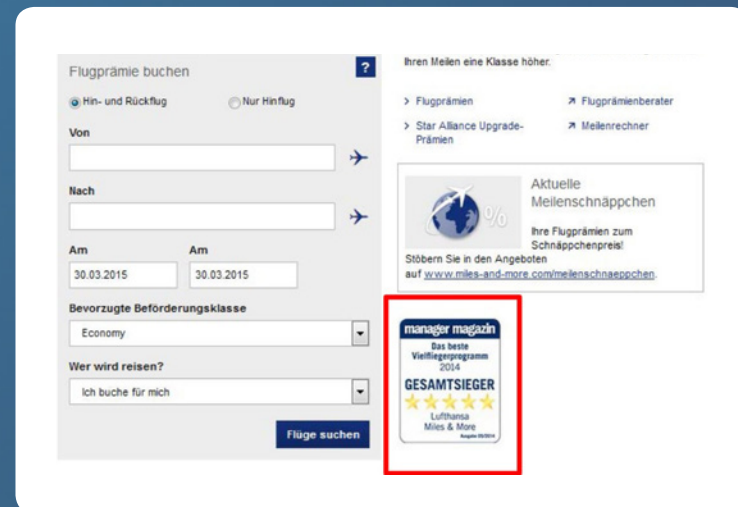 Flugprämie buchen
?
Hin- und Rückflug
Nur Hinflug
Von
Nach
Am
Am
30.03.2015
30.03.2015
Bevorzugte Beförderungsklasse
Economy
Wer wird reisen?
Ich buche für mich
Flüge suchen
Ihren Meilen eine Klasse höher.
Flugprämien
Flugprämienberater
Star Alliance Upgrade-
Prämien
Meilenrechner
%
Aktuelle
Meilenschnäppchen
Ihre Flugprämien zum
Schnäppchenpreis!
Stöbern Sie in den Angeboten
auf www.miles-and-more.com/meilenschnaeppchen.
manager magazin
Das beste
Vielfliegerprogramm
2014
GESAMTSIEGER
Lufthansa
Miles & More